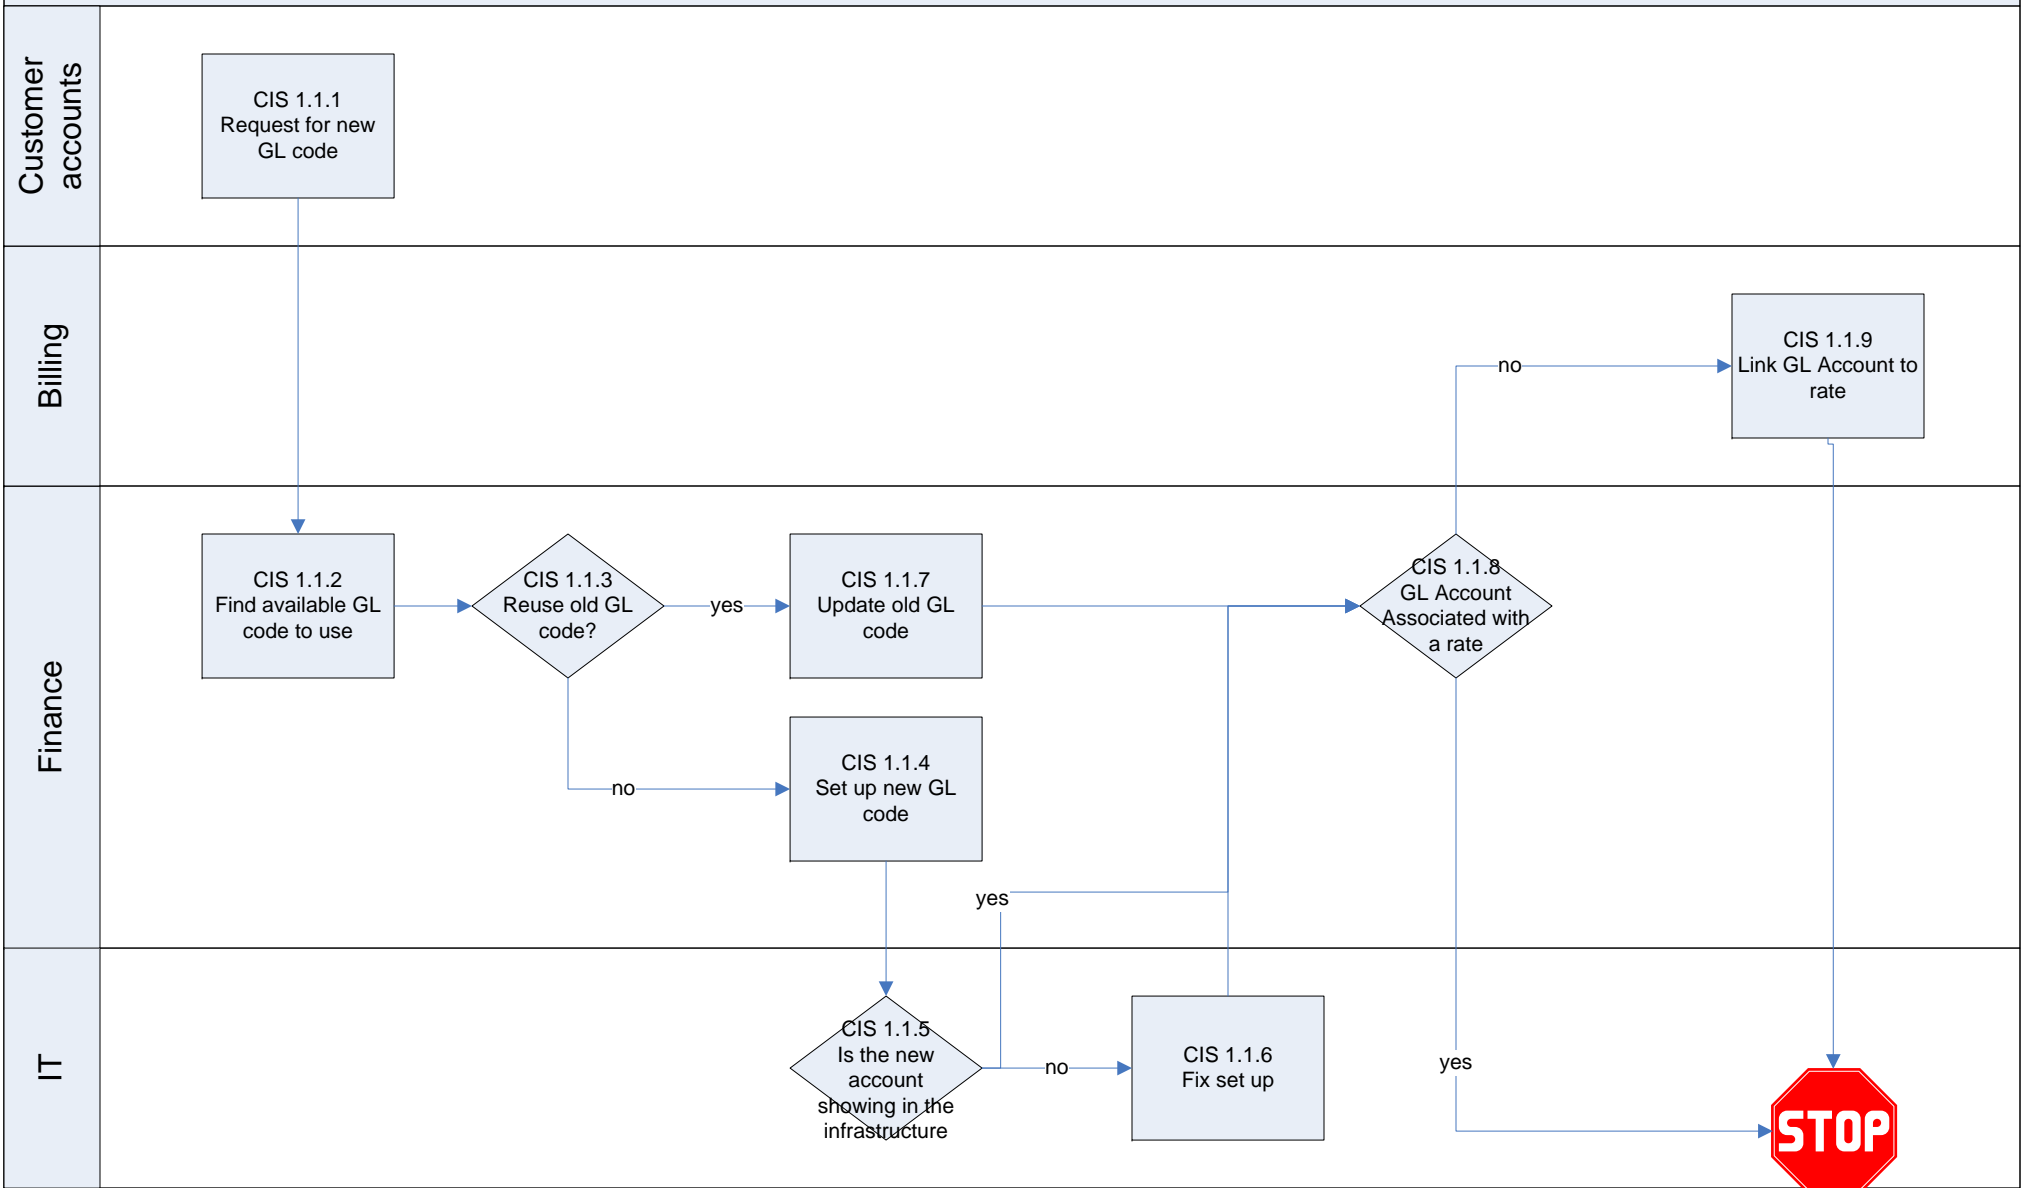 Customer
accounts
CIS 1.1.1
Request for new
GL code
Billing
no
CIS 1.1.9
Link GL Account to
rate
Finance
CIS 1.1.2
Find available GL
code to use
CIS 1.1.3
Reuse old GL
code?
yes
CIS 1.1.7
Update old GL
code
CIS 1.1.8
GL Account
Associated with
a rate
no
CIS 1.1.4
Set up new GL
code
yes
IT
CIS 1.1.5
Is the new
account
showing in the
infrastructure
no
CIS 1.1.6
Fix set up
yes
STOP